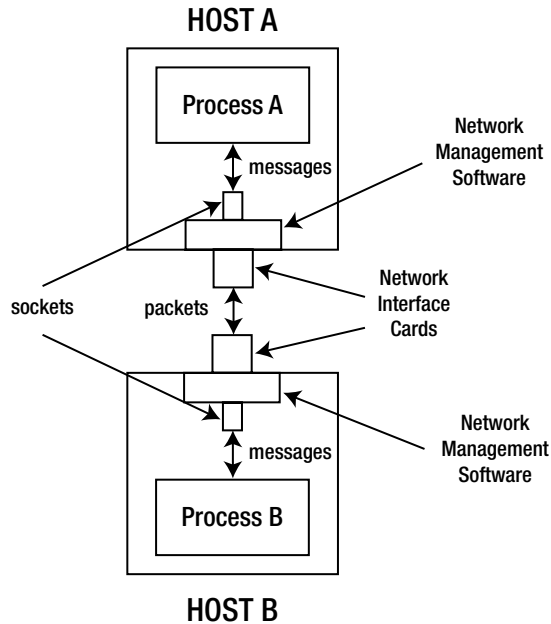 HOST A
Process A
messages
Network
Management
Software
sockets
packets
Network
Interface
Cards
messages
Network
Management
Software
Process B
HOST B